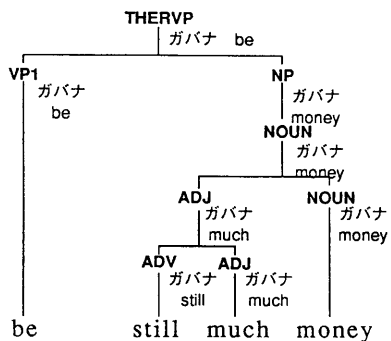 THERVP
ガバナ be
VP1 NP
ガバナ be
ガバナ money
NOUN
ガバナ money
ADJ NOUN
ガバナ much
ガバナ money
ADV ADJ
ガバナ still
ガバナ much
be still much money